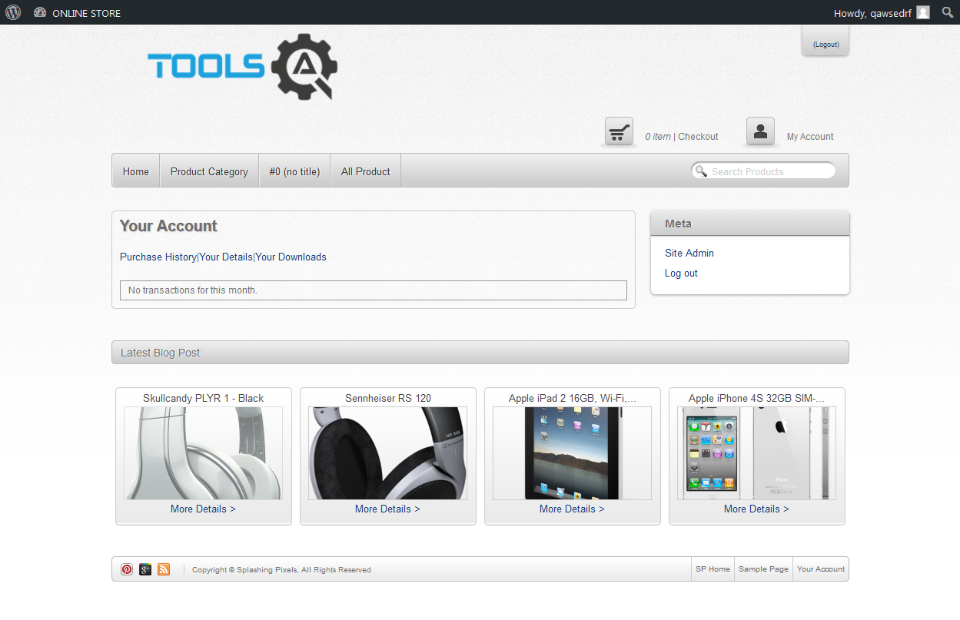 ONLINE STORE
Howdy, qawsedrf
(Logout)
TOOLS QA
0 item | Checkout
My Account
Home
Product Category
#0 (no title)
All Product
Search Products
Your Account
Purchase History|Your Details|Your Downloads
No transactions for this month.
Meta
Site Admin
Log out
Latest Blog Post
Skullcandy PLYR 1 - Black
Sennheiser RS 120
Apple iPad 2 16GB, Wi-Fi,...
Apple iPhone 4S 32GB SIM-...
More Details >
More Details >
More Details >
More Details >
Copyright © Splashing Pixels, All Rights Reserved
SP Home
Sample Page
Your Account